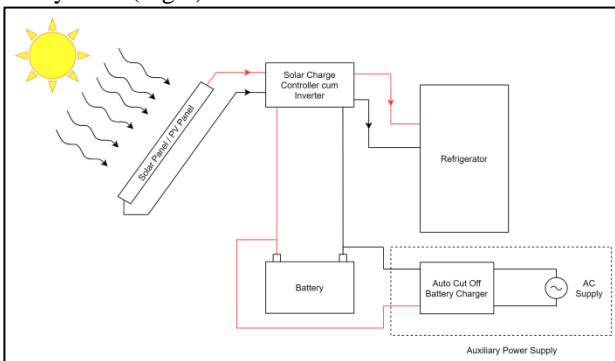 Solar Charge
Controller cum
Inverter
Solar Panel / PV Panel
Refrigerator
Battery
Auto Cut Off
Battery Charger
AC
Supply
Auxiliary Power Supply